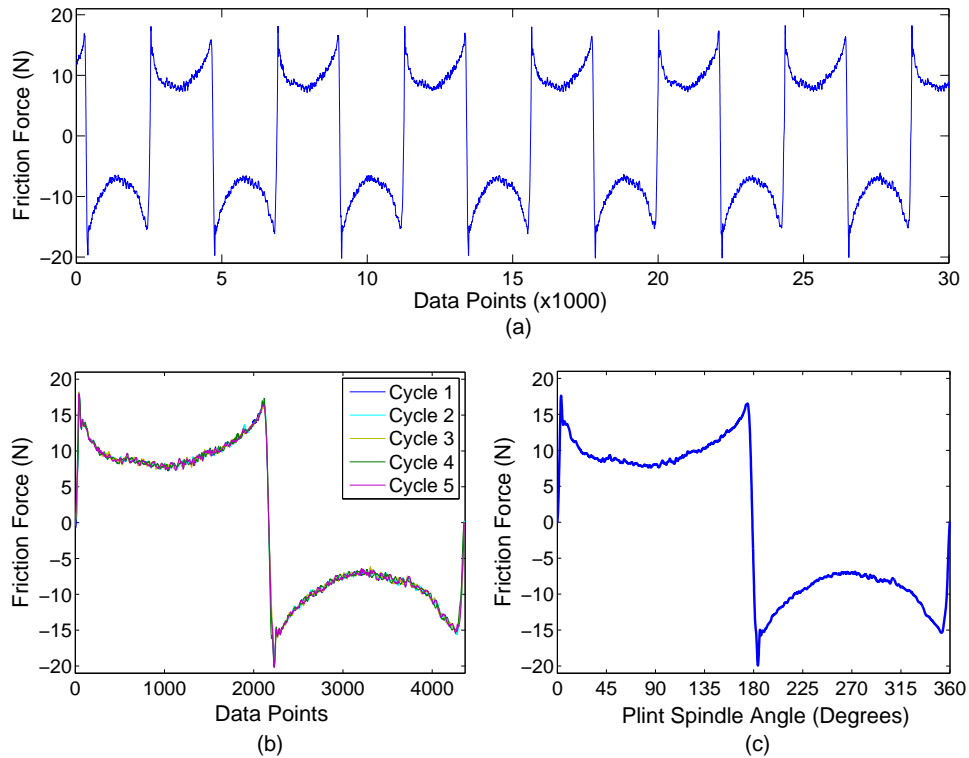 Friction Force (N)
20
10
0
−10
−20
0 5 10 15 20 25 30
Data Points (x1000)
(a)
Friction Force (N)
20
15
10
5
0
−5
−10
−15
−20
0 1000 2000 3000 4000
Data Points
(b)
Cycle 1
Cycle 2
Cycle 3
Cycle 4
Cycle 5
Friction Force (N)
20
15
10
5
0
−5
−10
−15
−20
0 45 90 135 180 225 270 315 360
Plint Spindle Angle (Degrees)
(c)